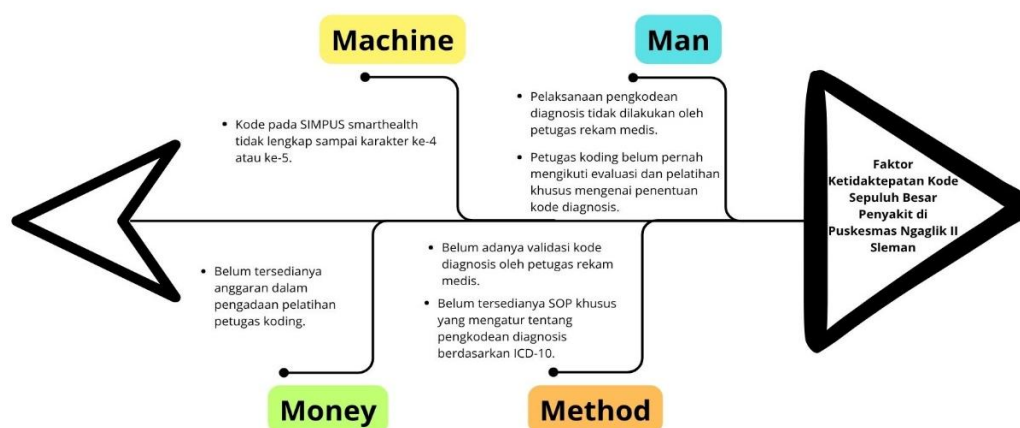 Machine
Man
• Kode pada SIMPUS smarthealth
tidak lengkap sampai karakter ke-4
atau ke-5.
• Pelaksanaan pengkodean
diagnosis tidak dilakukan oleh
petugas rekam medis.
• Petugas koding belum pernah
mengikuti evaluasi dan pelatihan
khusus mengenai penentuan
kode diagnosis.
Faktor
Ketidaktepatan Kode
Sepuluh Besar
Penyakit di
Puskesmas Ngaglik II
Sleman
• Belum tersedianya
anggaran dalam
pengadaan pelatihan
petugas koding.
• Belum adanya validasi kode
diagnosis oleh petugas rekam
medis.
• Belum tersedianya SOP khusus
yang mengatur tentang
pengkodean diagnosis
berdasarkan ICD-10.
Money
Method